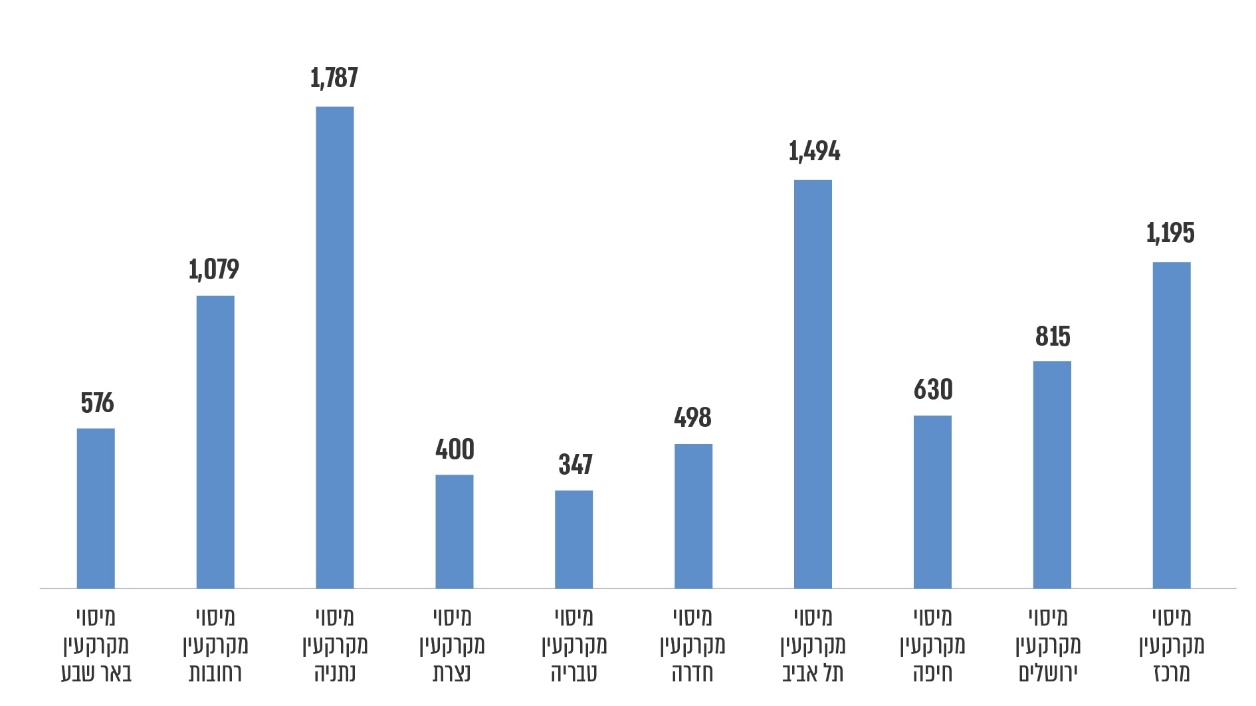 1,787
1,494
1,195
1,079
815
630
576
498
400
347
מיסוי
מקרקעין
מרכז
מיסוי
מקרקעין
ירושלים
מיסוי
מקרקעין
חיפה
מיסוי
מקרקעין
תל אביב
מיסוי
מקרקעין
חדרה
מיסוי
מקרקעין
טבריה
מיסוי
מקרקעין
נצרת
מיסוי
מקרקעין
נתניה
מיסוי
מקרקעין
רחובות
מיסוי
מקרקעין
באר שבע